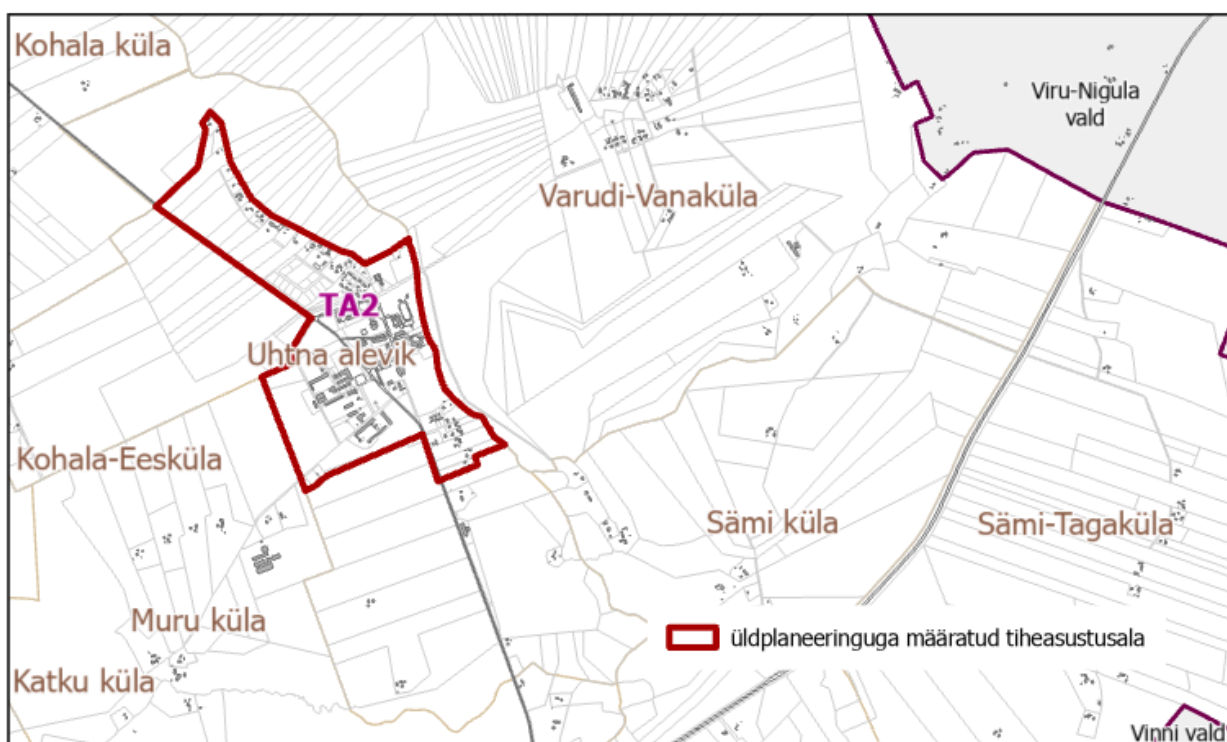 Kohala küla
Viru-Nigula
vald
Varudi-Vanaküla
TA2
Uhtna alevik
Kohala-Eesküla
Sämi küla
Sämi-Tagaküla
Muru küla
üldplaneeringuga määratud tiheasustusala
Katku küla
Vinni vald